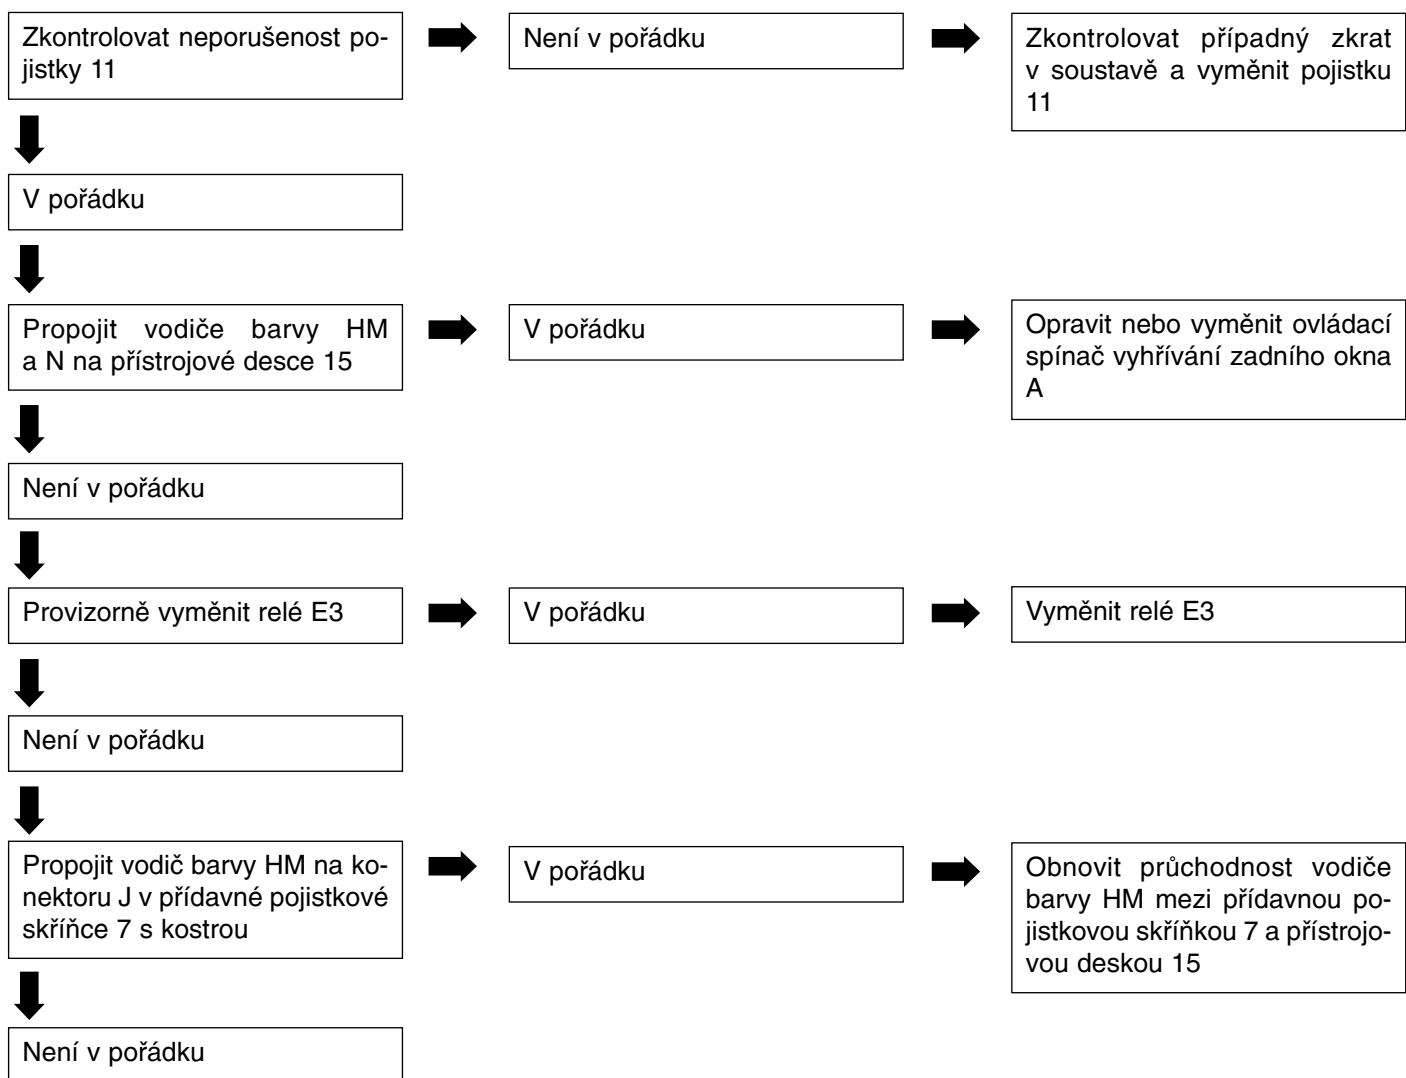 Zkontrolovat neporušenost po-
jistky 11
Není v pořádku
Zkontrolovat případný zkrat
v soustavě a vyměnit pojistku
11
V pořádku
Propojit vodiče barvy HM
a N na přístrojové desce 15
V pořádku
Opravit nebo vyměnit ovládací
spínač vyhřívání zadního okna
A
Není v pořádku
Provizorně vyměnit relé E3
V pořádku
Vyměnit relé E3
Není v pořádku
Propojit vodič barvy HM na ko-
nektoru J v přídavné pojistkové
skříňce 7 s kostrou
V pořádku
Obnovit průchodnost vodiče
barvy HM mezi přídavnou po-
jistkovou skříňkou 7 a přístrojo-
vou deskou 15
Není v pořádku